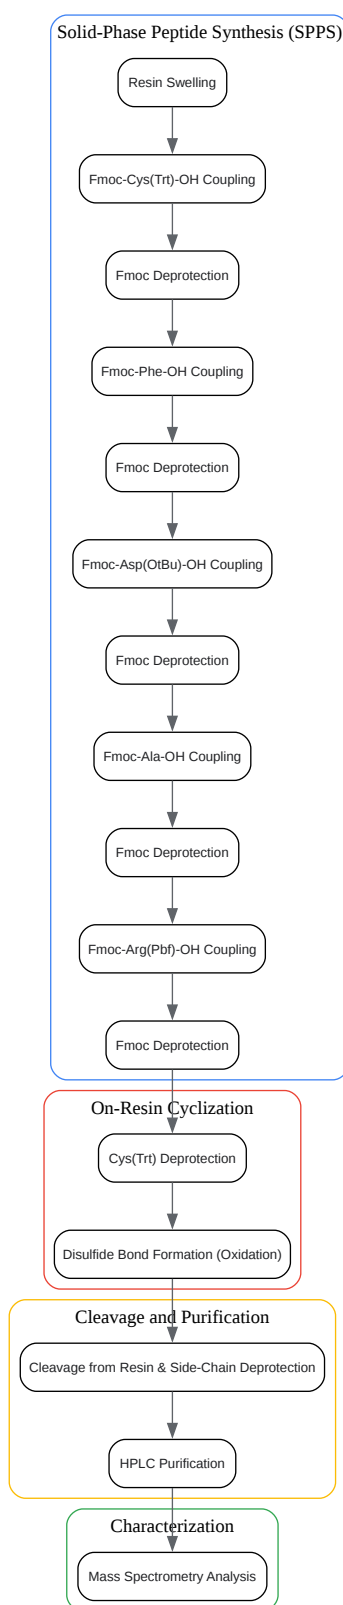 Solid-Phase Peptide Synthesis (SPPS)
Resin Swelling
Fmoc-Cys(Trt)-OH Coupling
Fmoc Deprotection
Fmoc-Phe-OH Coupling
Fmoc Deprotection
Fmoc-Asp(OtBu)-OH Coupling
Fmoc Deprotection
Fmoc-Ala-OH Coupling
Fmoc Deprotection
Fmoc-Arg(Pbf)-OH Coupling
Fmoc Deprotection
On-Resin Cyclization
Cys(Trt) Deprotection
Disulfide Bond Formation (Oxidation)
Cleavage and Purification
Cleavage from Resin & Side-Chain Deprotection
HPLC Purification
Characterization
Mass Spectrometry Analysis